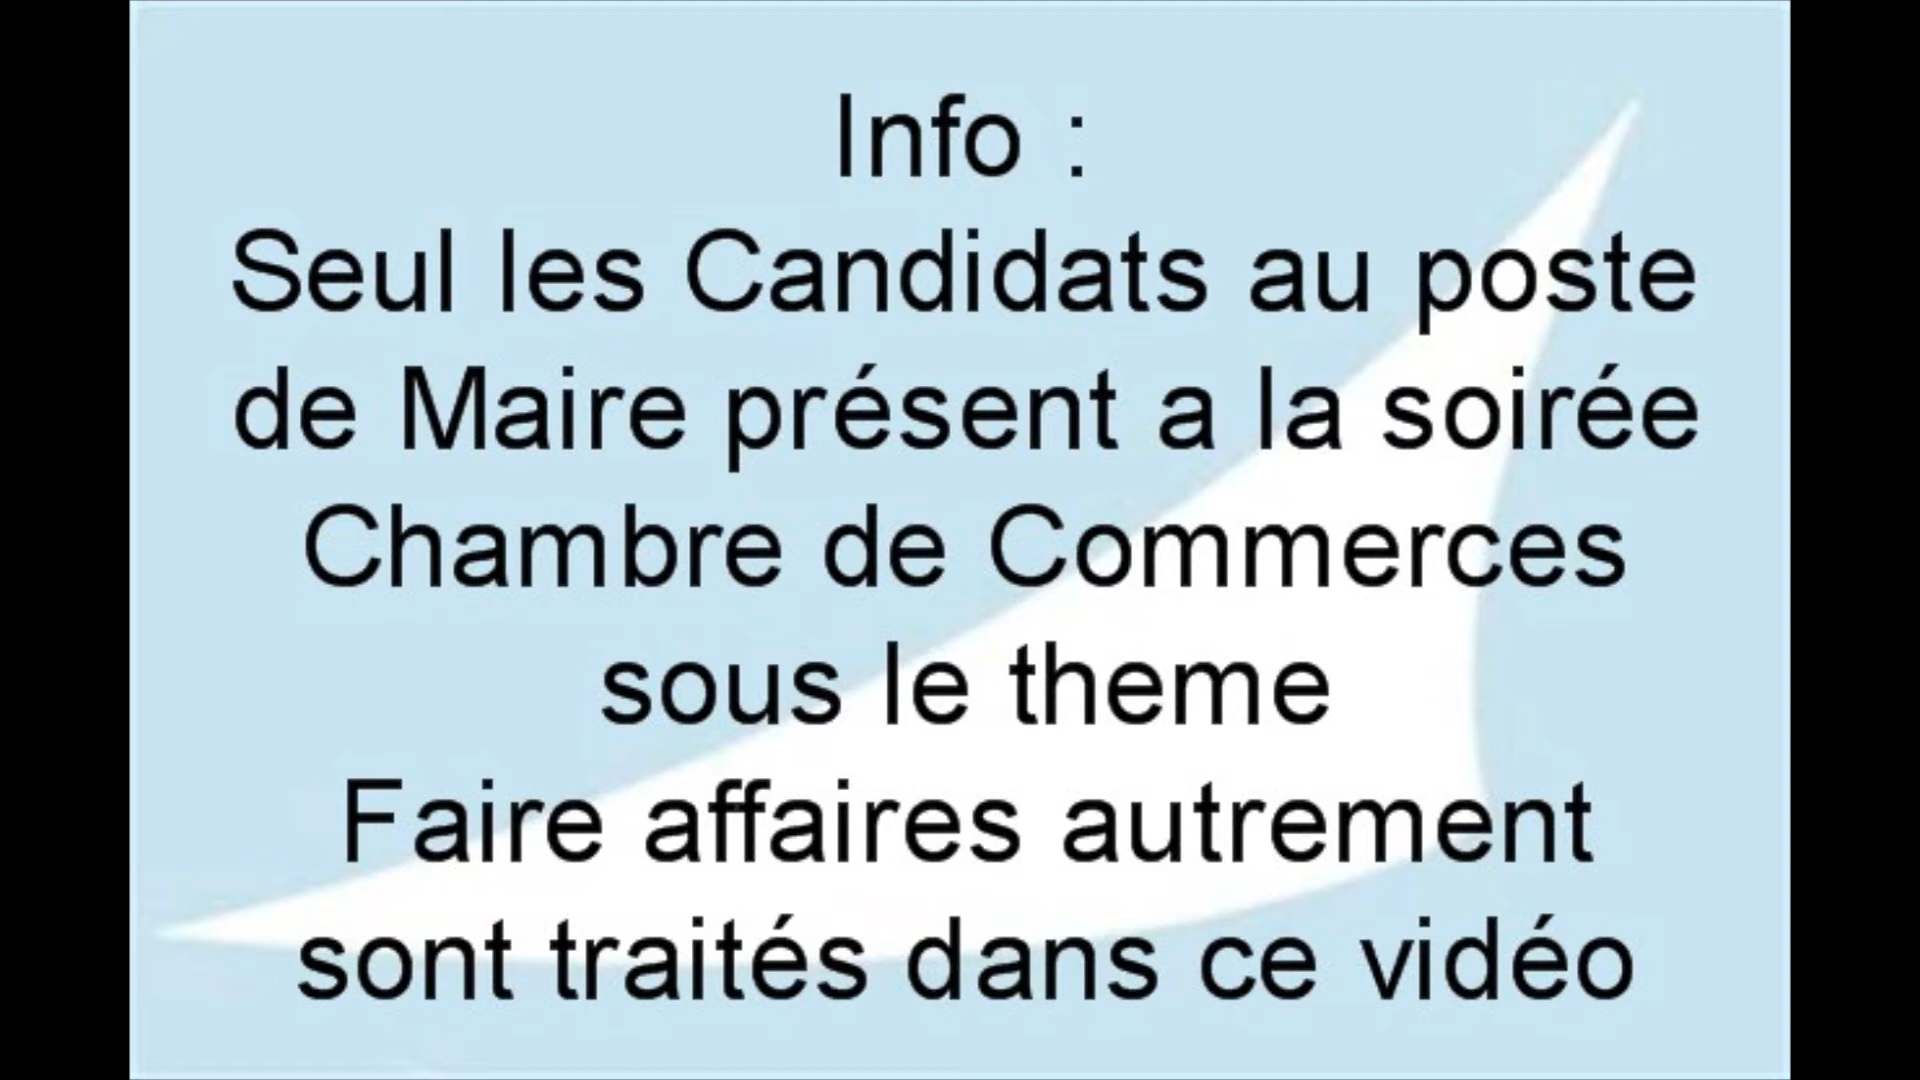 Info :
Seul les Candidats au poste
de Maire présent a la soirée
Chambre de Commerces
sous le theme
Faire affaires autrement
sont traités dans ce vidéo